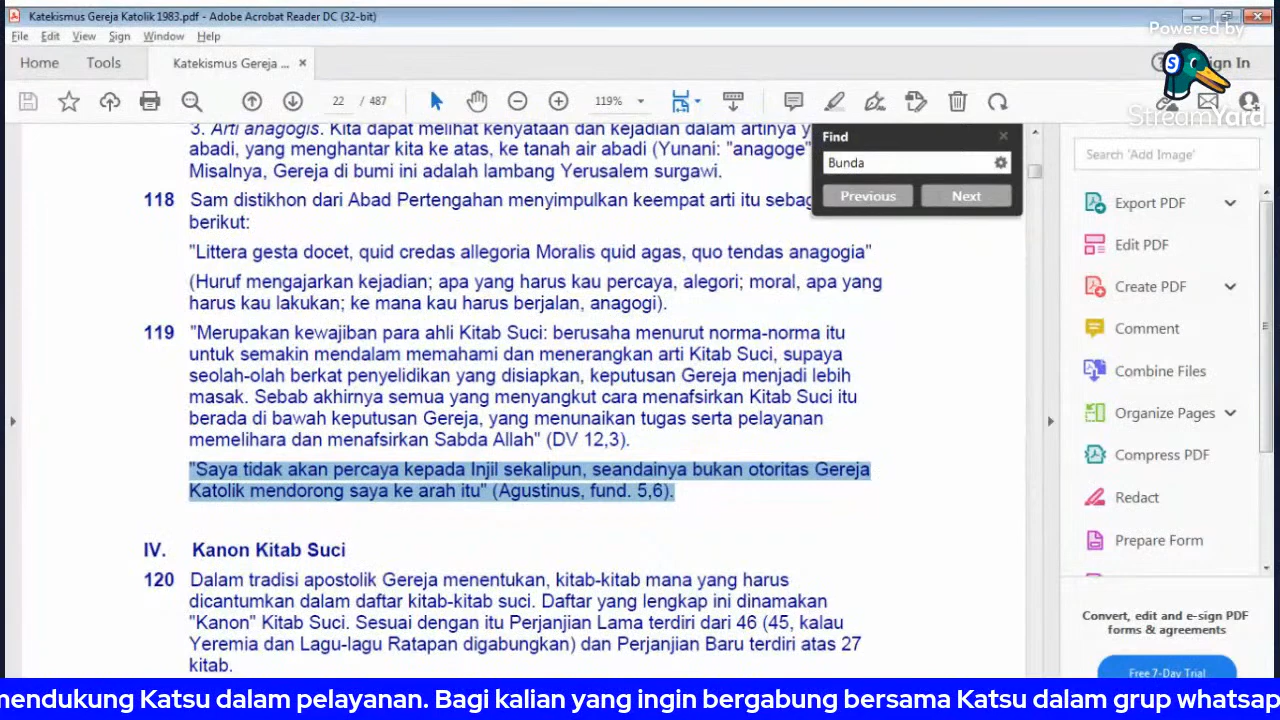 Katekismus Gereja Katolik 1983.pdf - Adobe Acrobat Reader DC (32-bit)
File Edit View Sign Window Help
Powered by
StreamYard
Home Tools Katekismus Gereja ... × Sign In
22 / 487 119%
Find
Bunda
Previous Next
3. Arti anagogis. Kita dapat melihat kenyataan dan kejadian dalam artinya
abadi, yang menghantar kita ke atas, ke tanah air abadi (Yunani: "anagoge"
Misalnya, Gereja di bumi ini adalah lambang Yerusalem surgawi.
118 Sam distikhon dari Abad Pertengahan menyimpulkan keempat arti itu
berikut:
"Littera gesta docet, quid credas allegoria Moralis quid agas, quo tendas anagogia"
(Huruf mengajarkan kejadian; apa yang harus kau percaya, alegori; moral, apa yang
harus kau lakukan; ke mana kau harus berjalan, anagogi).
119 "Merupakan kewajiban para ahli Kitab Suci: berusaha menurut norma-norma itu
untuk semakin mendalam memahami dan menerangkan arti Kitab Suci, supaya
seolah-olah berkat penyelidikan yang disiapkan, keputusan Gereja menjadi lebih
masak. Sebab akhirnya semua yang menyangkut cara menafsirkan Kitab Suci itu
berada di bawah keputusan Gereja, yang menunaikan tugas serta pelayanan
memelihara dan menafsirkan Sabda Allah" (DV 12,3).
"Saya tidak akan percaya kepada Injil sekalipun, seandainya bukan otoritas Gereja
Katolik mendorong saya ke arah itu" (Agustinus, fund. 5,6).
IV. Kanon Kitab Suci
120 Dalam tradisi apostolik Gereja menentukan, kitab-kitab mana yang harus
dicantumkan dalam daftar kitab-kitab suci. Daftar yang lengkap ini dinamakan
"Kanon" Kitab Suci. Sesuai dengan itu Perjanjian Lama terdiri dari 46 (45, kalau
Yeremia dan Lagu-lagu Ratapan digabungkan) dan Perjanjian Baru terdiri atas 27
kitab.
Search 'Add Image'
Export PDF
Edit PDF
Create PDF
Comment
Combine Files
Organize Pages
Compress PDF
Redact
Prepare Form
Convert, edit and e-sign PDF
forms & agreements
Free 7-Day Trial
mendukung Katsu dalam pelayanan. Bagi kalian yang ingin bergabung bersama Katsu dalam grup whatsap